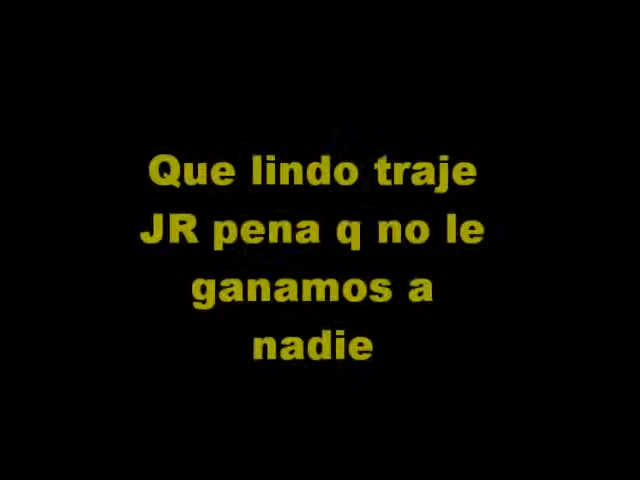 Que lindo traje
JR pena q no le
ganamos a
nadie